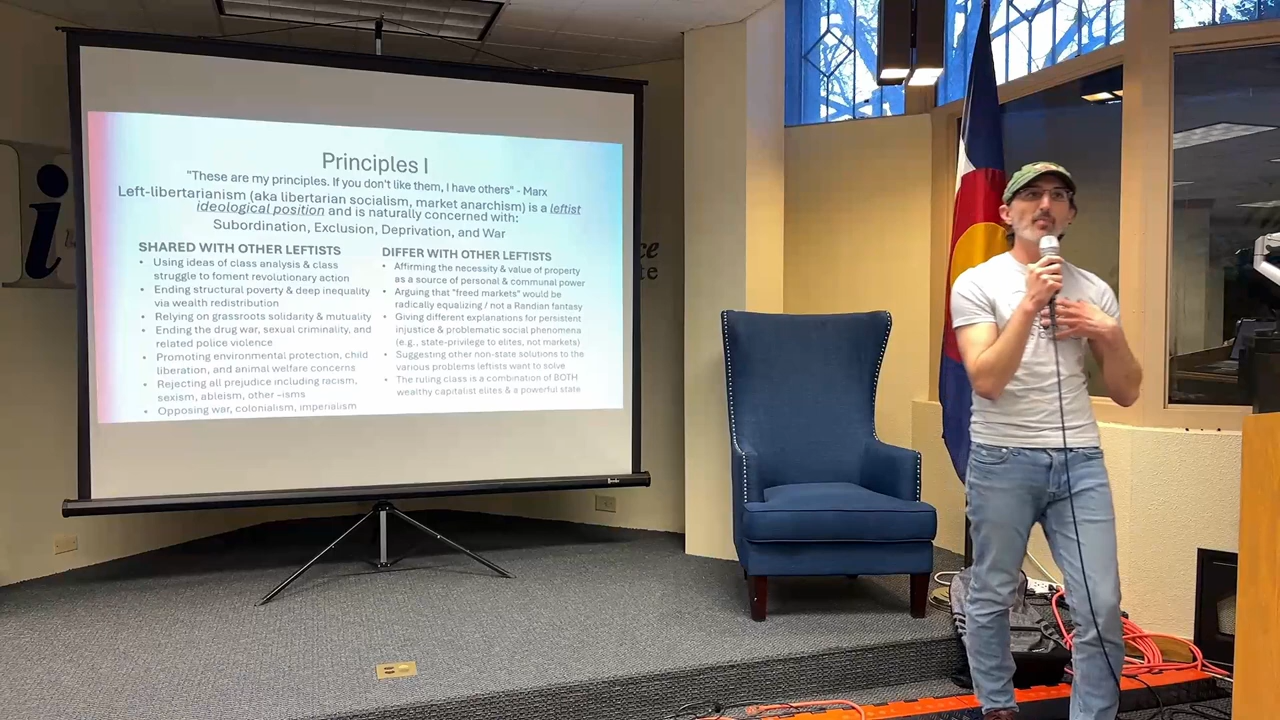 Principles I
"These are my principles. If you don't like them, I have others" - Marx
Left-libertarianism (aka libertarian socialism, market anarchism) is a leftist
ideological position and is naturally concerned with:
Subordination, Exclusion, Deprivation, and War
SHARED WITH OTHER LEFTISTS
• Using ideas of class analysis & class
struggle to foment revolutionary action
• Ending structural poverty & deep inequality
via wealth redistribution
• Relying on grassroots solidarity & mutuality
• Ending the drug war, sexual criminality, and
related police violence
• Promoting environmental protection, child
liberation, and animal welfare concerns
• Rejecting all prejudice including racism,
sexism, ableism, other –isms
• Opposing war, colonialism, imperialism
DIFFER WITH OTHER LEFTISTS
• Affirming the necessity & value of property
as a source of personal & communal power
• Arguing that "freed markets" would be
radically equalizing / not a Randian fantasy
• Giving different explanations for persistent
injustice & problematic social phenomena
(e.g., state-privilege to elites, not markets)
• Suggesting other non-state solutions to the
various problems leftists want to solve
• The ruling class is a combination of BOTH
wealthy capitalist elites & a powerful state